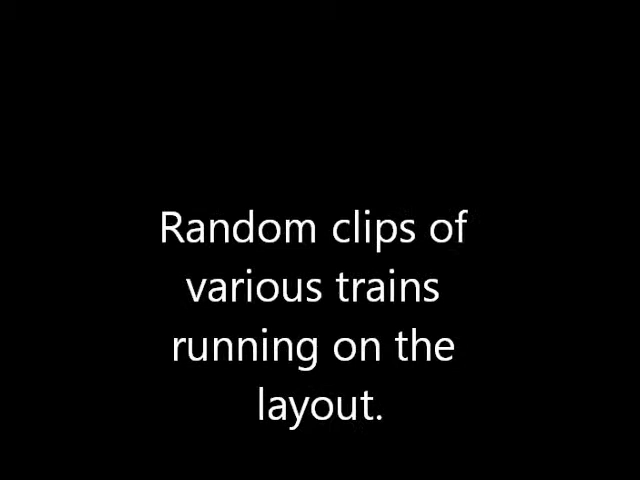 Random clips of
various trains
running on the
layout.